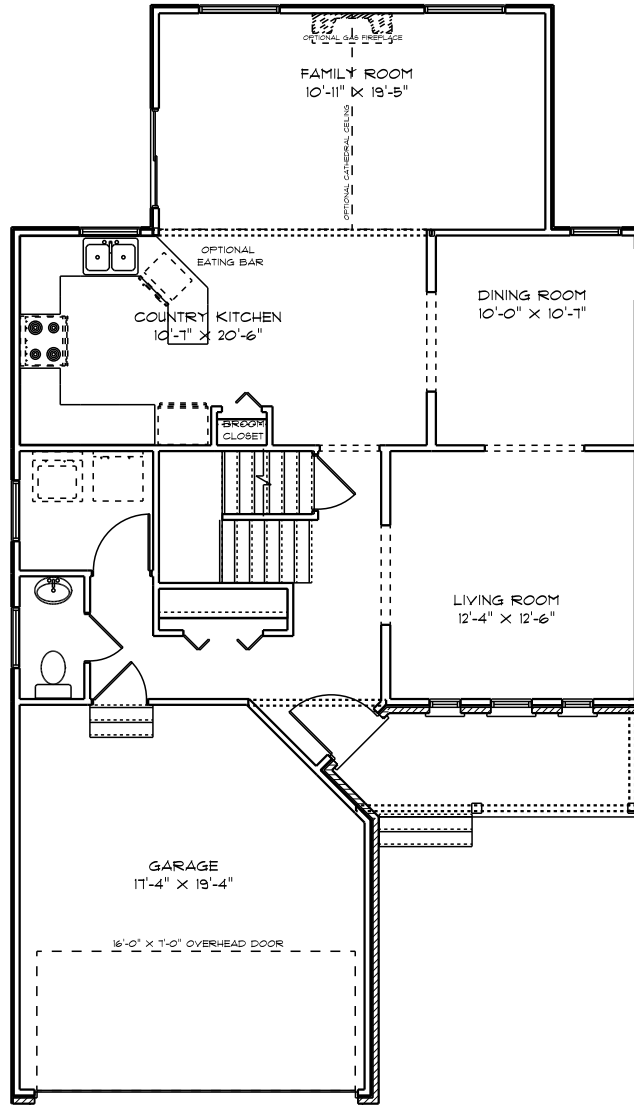 OPTIONAL GAS FIREPLACE
FAMILY ROOM
10'-11" X 19'-5"
OPTIONAL CATHEDRAL CEILING
OPTIONAL
EATING BAR
COUNTRY KITCHEN
10'-7" X 20'-6"
DINING ROOM
10'-0" X 10'-7"
BROOM
CLOSET
LIVING ROOM
12'-4" X 12'-6"
GARAGE
17'-4" X 19'-4"
16'-0" X 7'-0" OVERHEAD DOOR